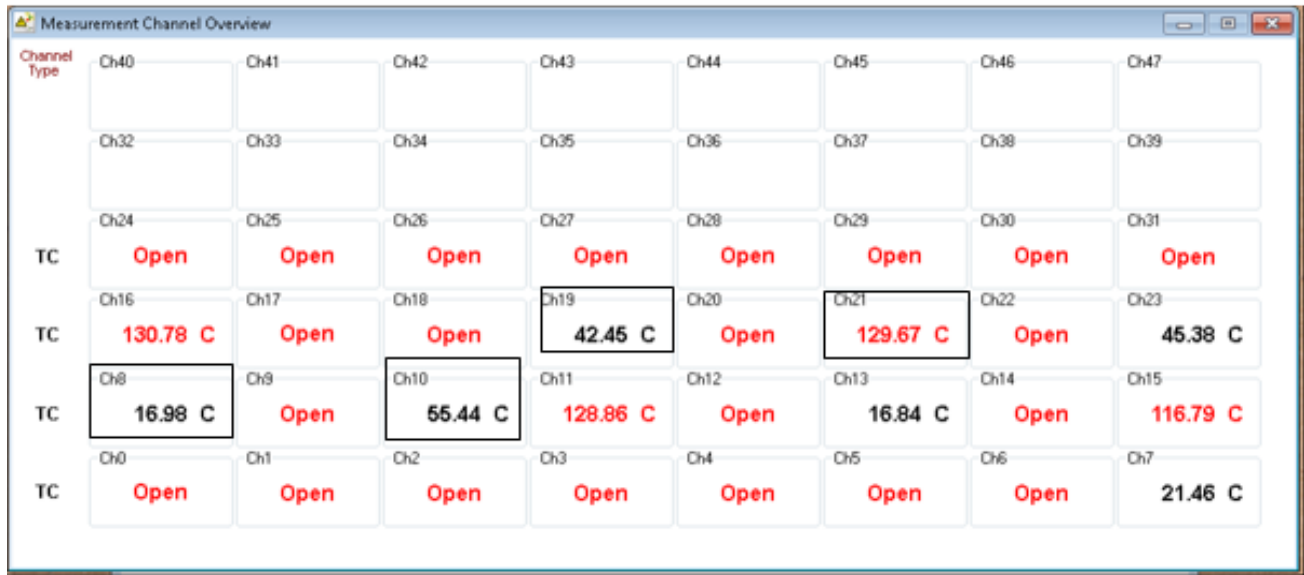 Measurement Channel Overview
Channel Type
Ch40 Ch41 Ch42 Ch43 Ch44 Ch45 Ch46 Ch47
Ch32 Ch33 Ch34 Ch35 Ch36 Ch37 Ch38 Ch39
Ch24 Ch25 Ch26 Ch27 Ch28 Ch29 Ch30 Ch31
TC Open Open Open Open Open Open Open Open
Ch16 Ch17 Ch18 Ch19 Ch20 Ch21 Ch22 Ch23
TC 130.78 C Open Open 42.45 C Open 129.67 C Open 45.38 C
Ch8 Ch9 Ch10 Ch11 Ch12 Ch13 Ch14 Ch15
TC 16.98 C Open 55.44 C 128.86 C Open 16.84 C Open 116.79 C
Ch0 Ch1 Ch2 Ch3 Ch4 Ch5 Ch6 Ch7
TC Open Open Open Open Open Open Open 21.46 C